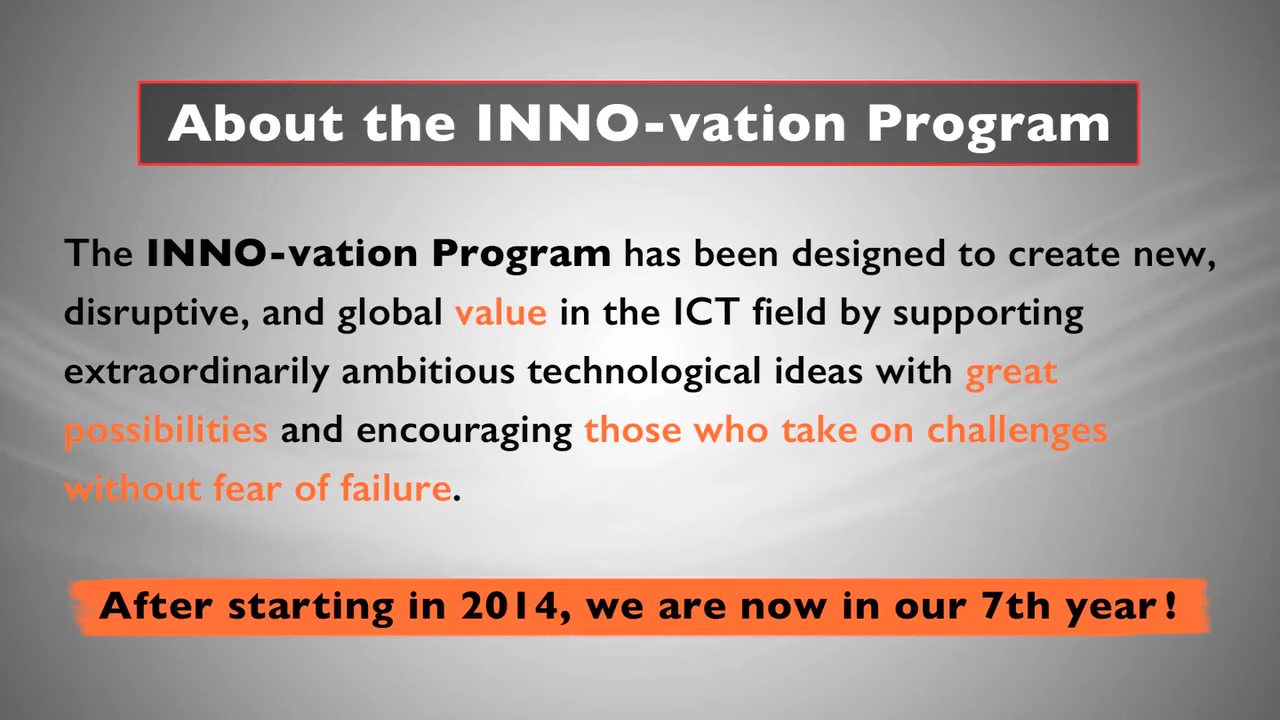 About the INNO-vation Program
The INNO-vation Program has been designed to create new,
disruptive, and global value in the ICT field by supporting
extraordinarily ambitious technological ideas with great
possibilities and encouraging those who take on challenges
without fear of failure.
After starting in 2014, we are now in our 7th year!